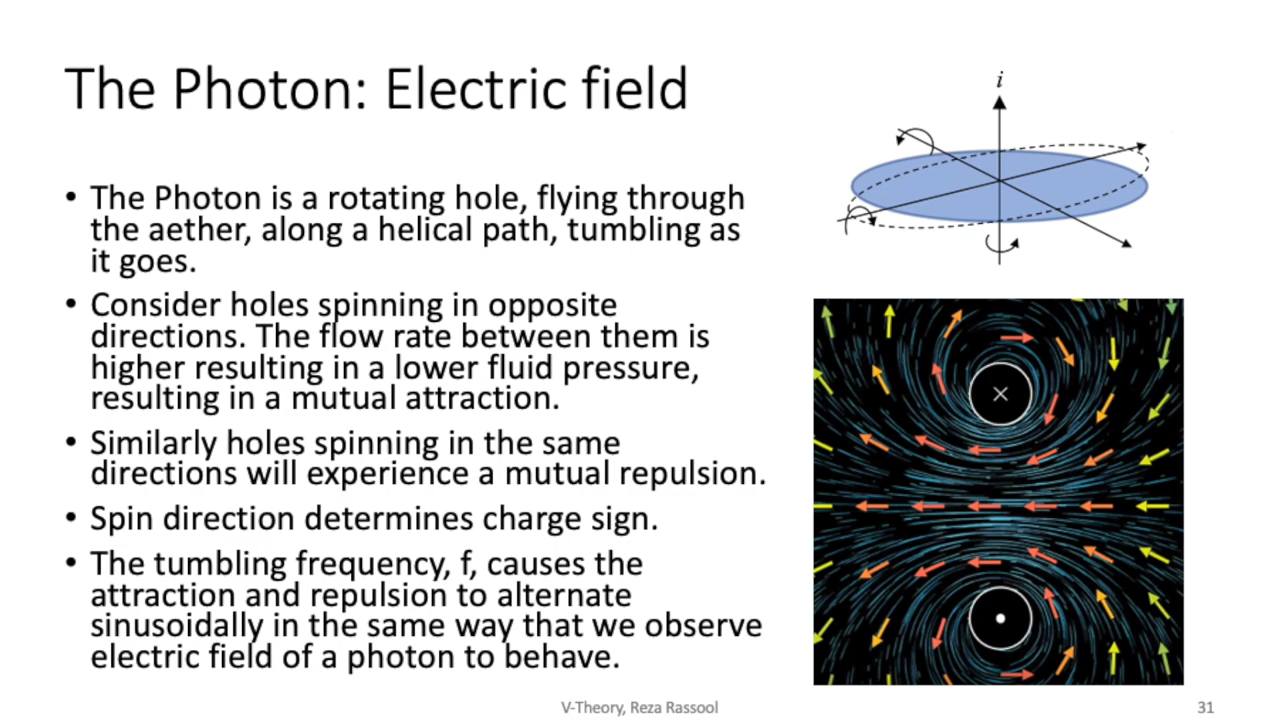 The Photon: Electric field
i
• The Photon is a rotating hole, flying through
the aether, along a helical path, tumbling as
it goes.
• Consider holes spinning in opposite
directions. The flow rate between them is
higher resulting in a lower fluid pressure,
resulting in a mutual attraction.
• Similarly holes spinning in the same
directions will experience a mutual repulsion.
• Spin direction determines charge sign.
• The tumbling frequency, f, causes the
attraction and repulsion to alternate
sinusoidally in the same way that we observe
electric field of a photon to behave.
V-Theory, Reza Rassool
31